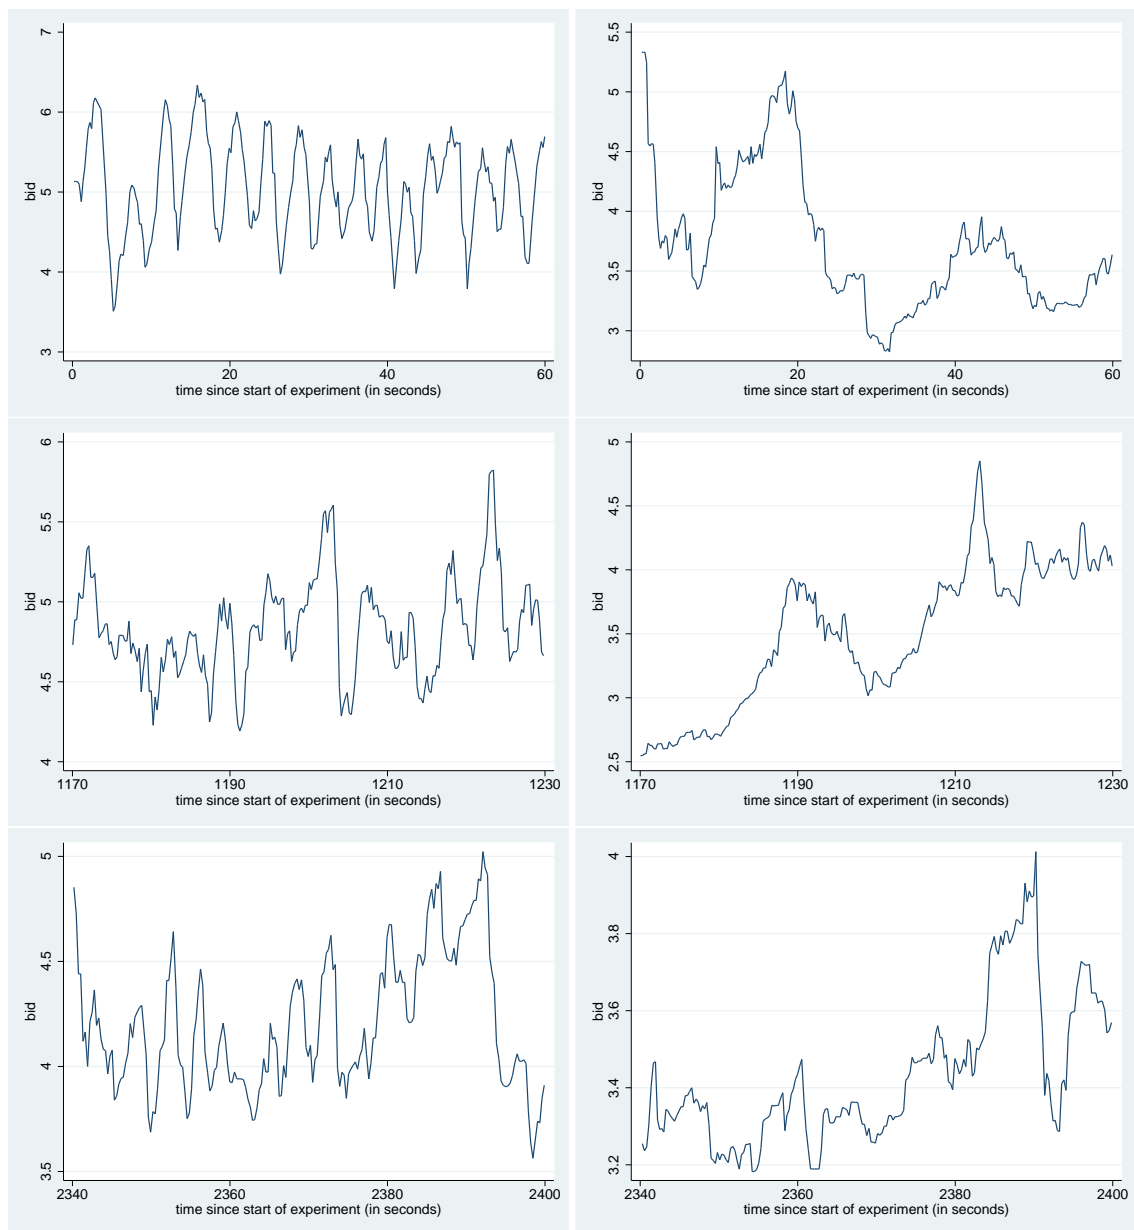 bid
7
6
5
4
3
0 20 40 60
time since start of experiment (in seconds)
bid
5.5
5
4.5
4
3.5
3
0 20 40 60
time since start of experiment (in seconds)
bid
6
5.5
5
4.5
4
1170 1190 1210 1230
time since start of experiment (in seconds)
bid
5
4.5
4
3.5
3
2.5
1170 1190 1210 1230
time since start of experiment (in seconds)
bid
5
4.5
4
3.5
2340 2360 2380 2400
time since start of experiment (in seconds)
bid
4
3.8
3.6
3.4
3.2
2340 2360 2380 2400
time since start of experiment (in seconds)